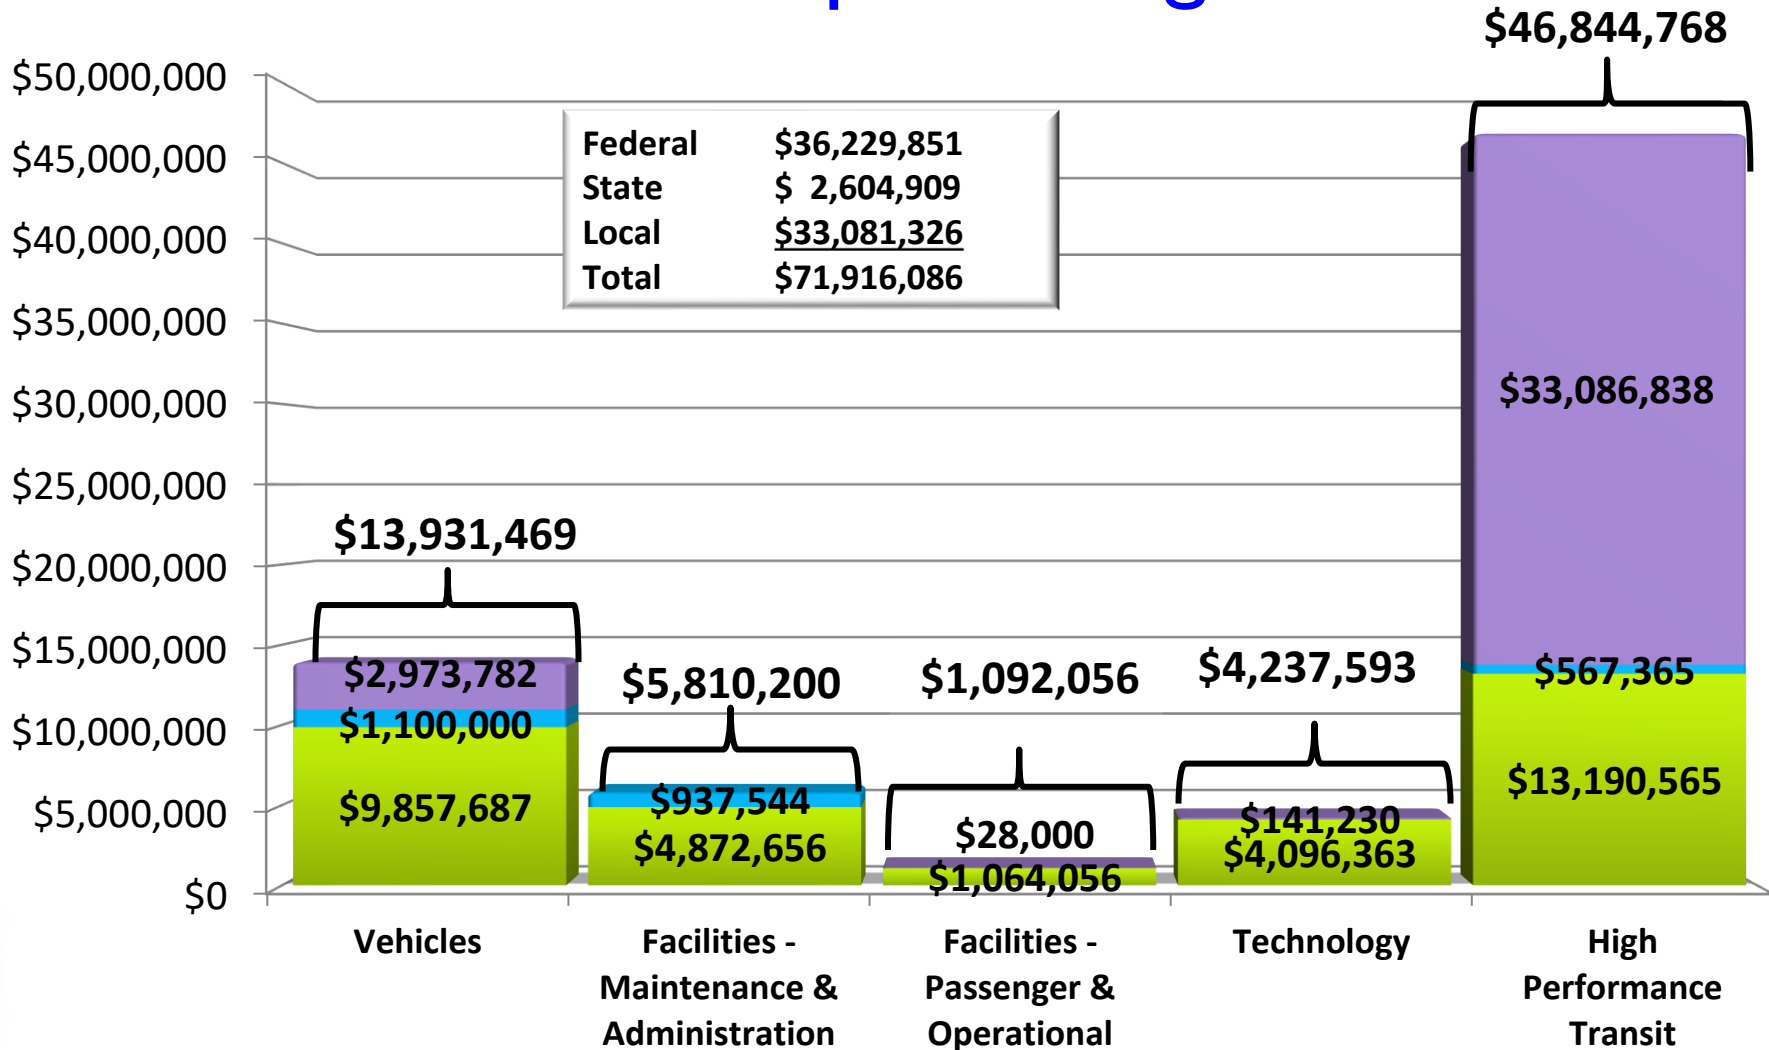 $46,844,768
$50,000,000
$45,000,000
$40,000,000
$35,000,000
$30,000,000
$25,000,000
$20,000,000
$15,000,000
$10,000,000
$5,000,000
$0
Federal $36,229,851
State $ 2,604,909
Local $33,081,326
Total $71,916,086
$13,931,469
$2,973,782
$1,100,000
$9,857,687
$5,810,200
$937,544
$4,872,656
$1,092,056
$28,000
$1,064,056
$4,237,593
$141,230
$4,096,363
$33,086,838
$567,365
$13,190,565
Vehicles
Facilities -
Maintenance &
Administration
Facilities -
Passenger &
Operational
Technology
High
Performance
Transit